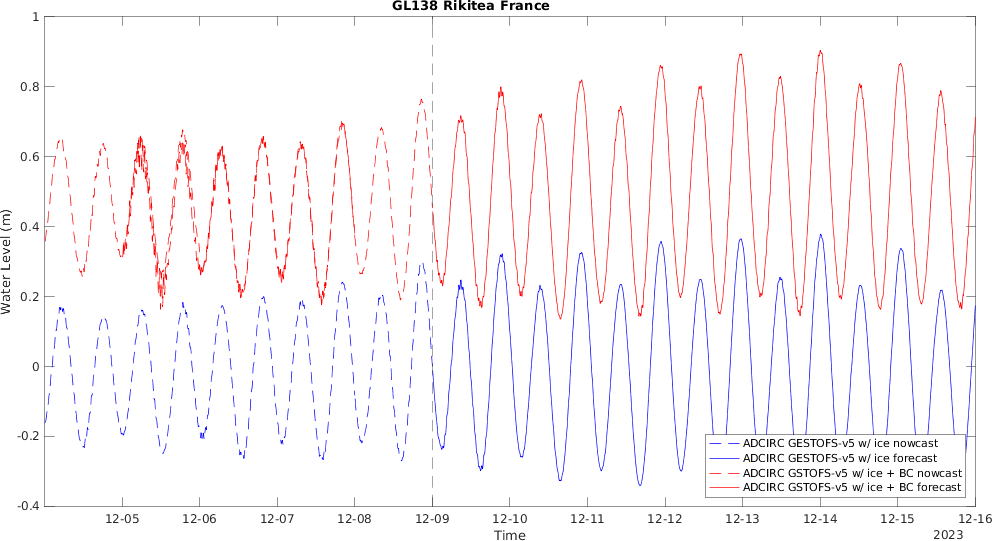 GL138 Rikitea France
1
0.8
0.6
0.4
0.2
0
-0.2
-0.4
Water Level (m)
ADCIRC GESTOFS-v5 w/ ice nowcast
ADCIRC GESTOFS-v5 w/ ice forecast
ADCIRC GSTOFS-v5 w/ ice + BC nowcast
ADCIRC GSTOFS-v5 w/ ice + BC forecast
12-05 12-06 12-07 12-08 12-09 12-10 12-11 12-12 12-13 12-14 12-15 12-16
Time
2023